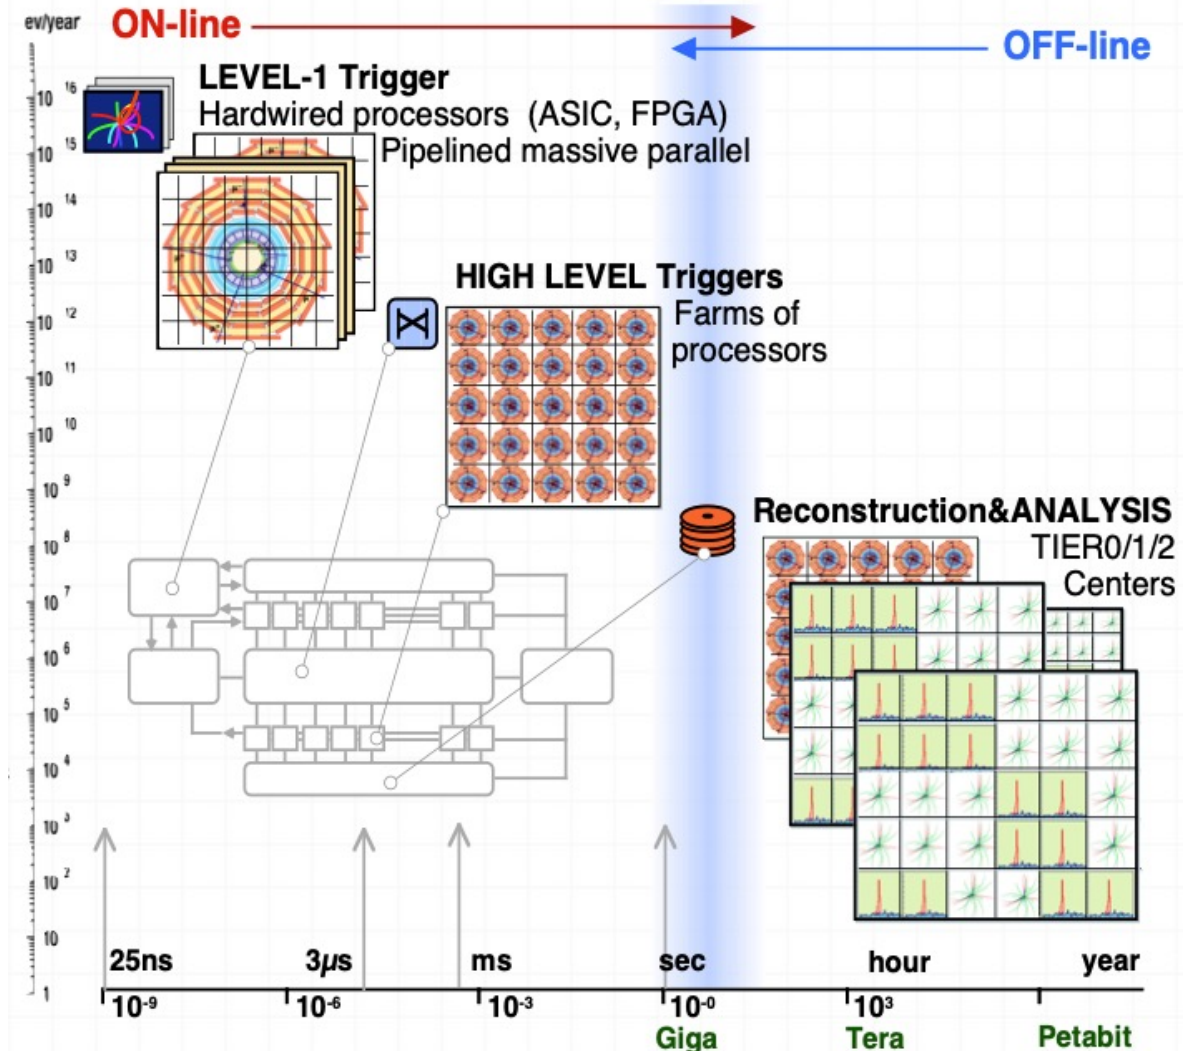 ev/year
ON-line
OFF-line
LEVEL-1 Trigger
Hardwired processors (ASIC, FPGA)
Pipelined massive parallel
HIGH LEVEL Triggers
Farms of
processors
Reconstruction&ANALYSIS
TIER0/1/2
Centers
10 16
10 15
10 14
10 13
10 12
10 11
10 10
10 9
10 8
10 7
10 6
10 5
10 4
10 3
10 2
10
1
25ns
3µs
ms
sec
hour
year
10-9
10-6
10-3
10-0
103
Giga
Tera
Petabit